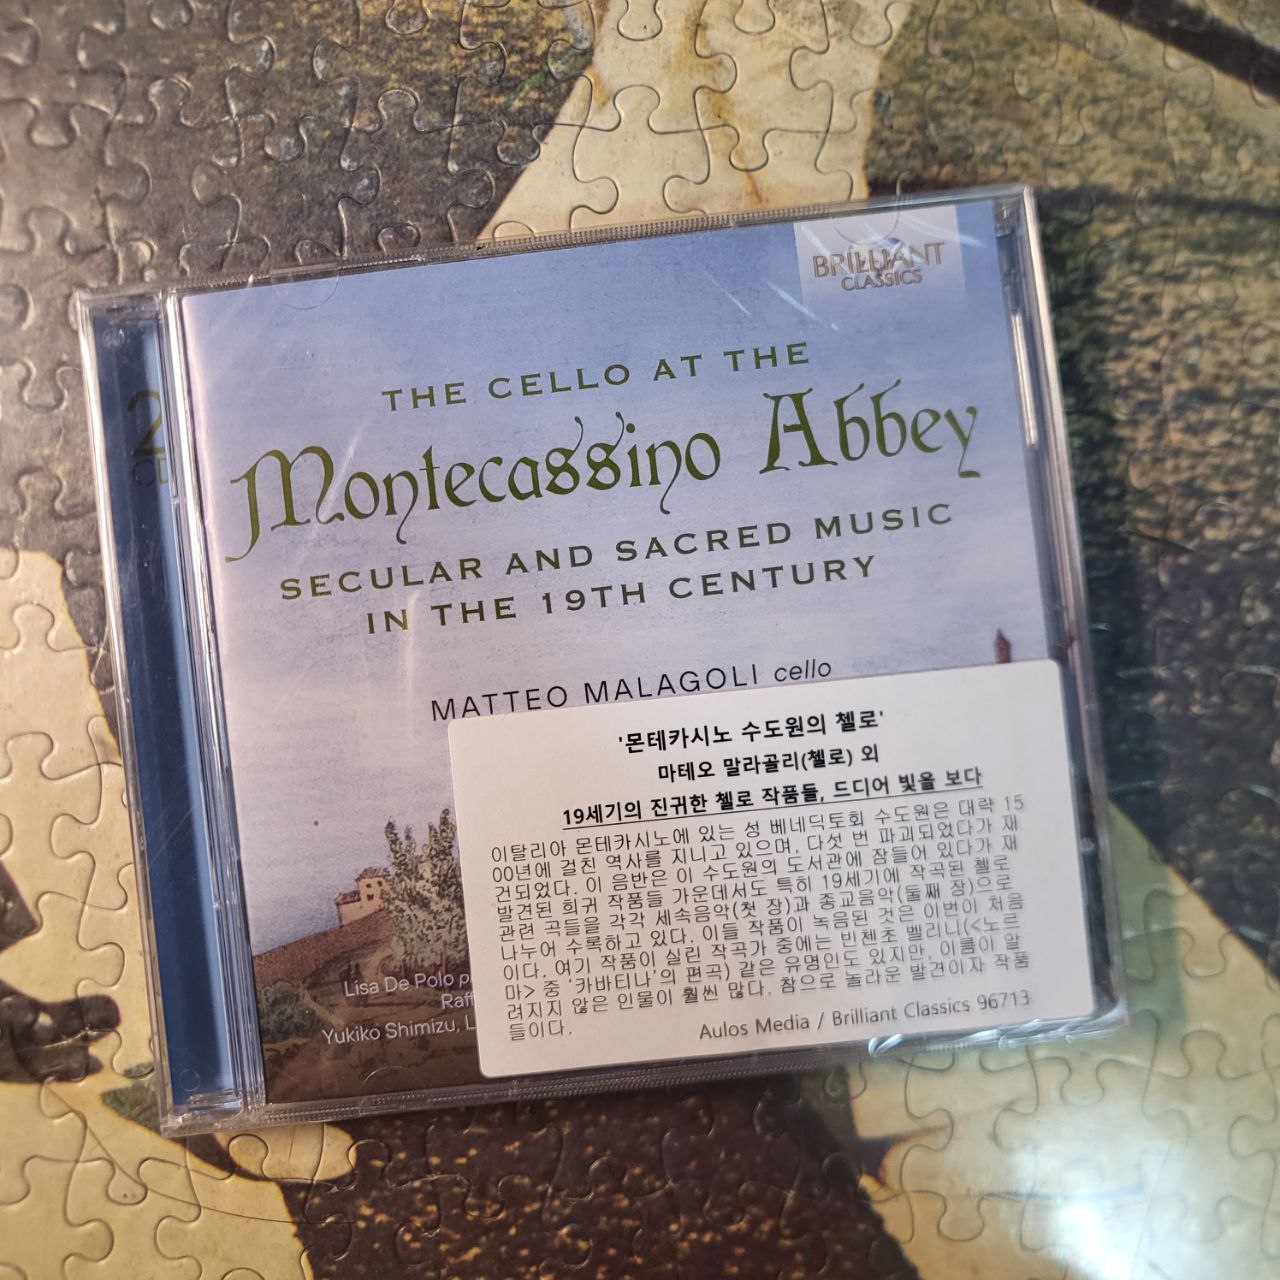 BRILLIANT
CLASSICS
2
CD
THE CELLO AT THE
Montecassino Abbey
SECULAR AND SACRED MUSIC
IN THE 19TH CENTURY
MATTEO MALAGOLI cello
Lisa De Polo
Raff
Yukiko Shimizu, L
'몬테카시노 수도원의 첼로'
마테오 말라골리(첼로) 외
19세기의 진귀한 첼로 작품들, 드디어 빛을 보다
이탈리아 몬테카시노에 있는 성 베네딕토회 수도원은 대략 15
00년에 걸친 역사를 지니고 있으며, 다섯 번 파괴되었다가 재
건되었다. 이 음반은 이 수도원의 도서관에 잠들어 있다가 재
발견된 희귀 작품들 가운데서도 특히 19세기에 작곡된 첼로
관련 곡들을 각각 세속음악(첫 장)과 종교음악(둘째 장)으로
나누어 수록하고 있다. 이들 작품이 녹음된 것은 이번이 처음
이다. 여기 작품이 실린 작곡가 중에는 빈첸초 벨리니(<노르
마> 중 '카바티나'의 편곡) 같은 유명인도 있지만, 이름이 알
려지지 않은 인물이 훨씬 많다. 참으로 놀라운 발견이자 작품
들이다.
Aulos Media / Brilliant Classics 96713